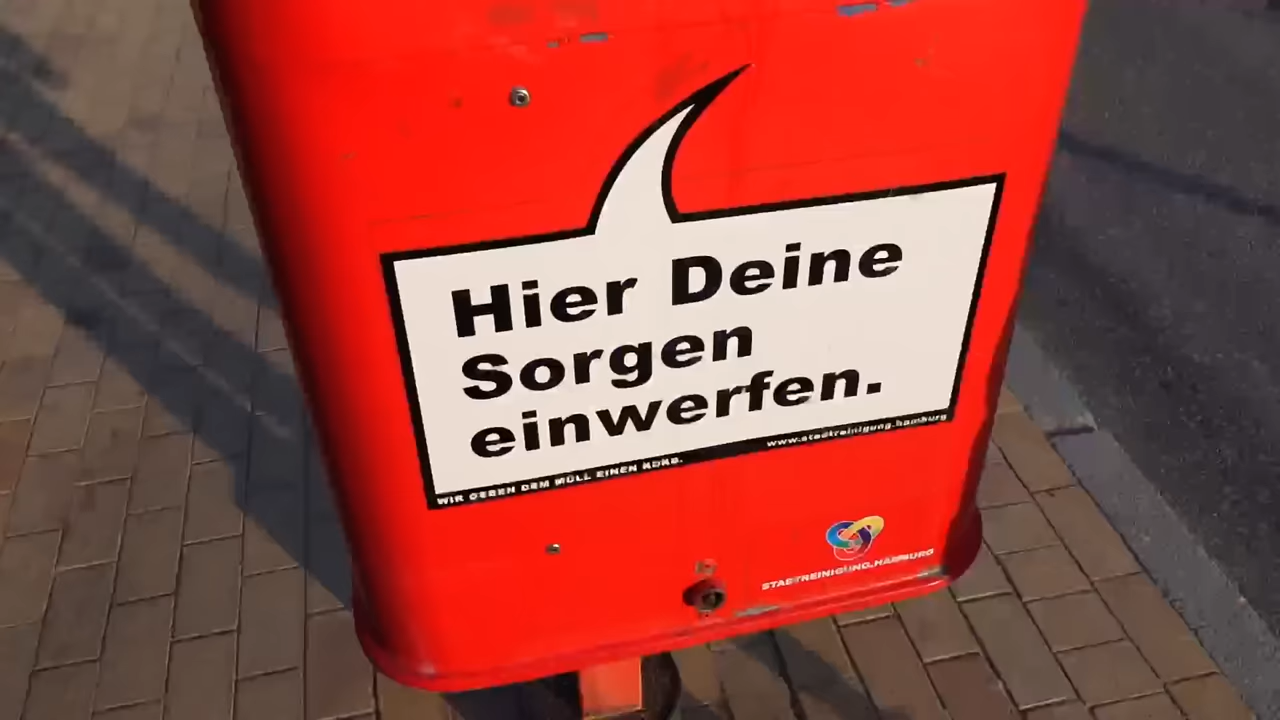 Hier Deine
Sorgen
einwerfen.
www.stadtreinigung.hamburg
WIR GEBEN DEM MÜLL EINEN KORB.
STADTREINIGUNG.HAMBURG